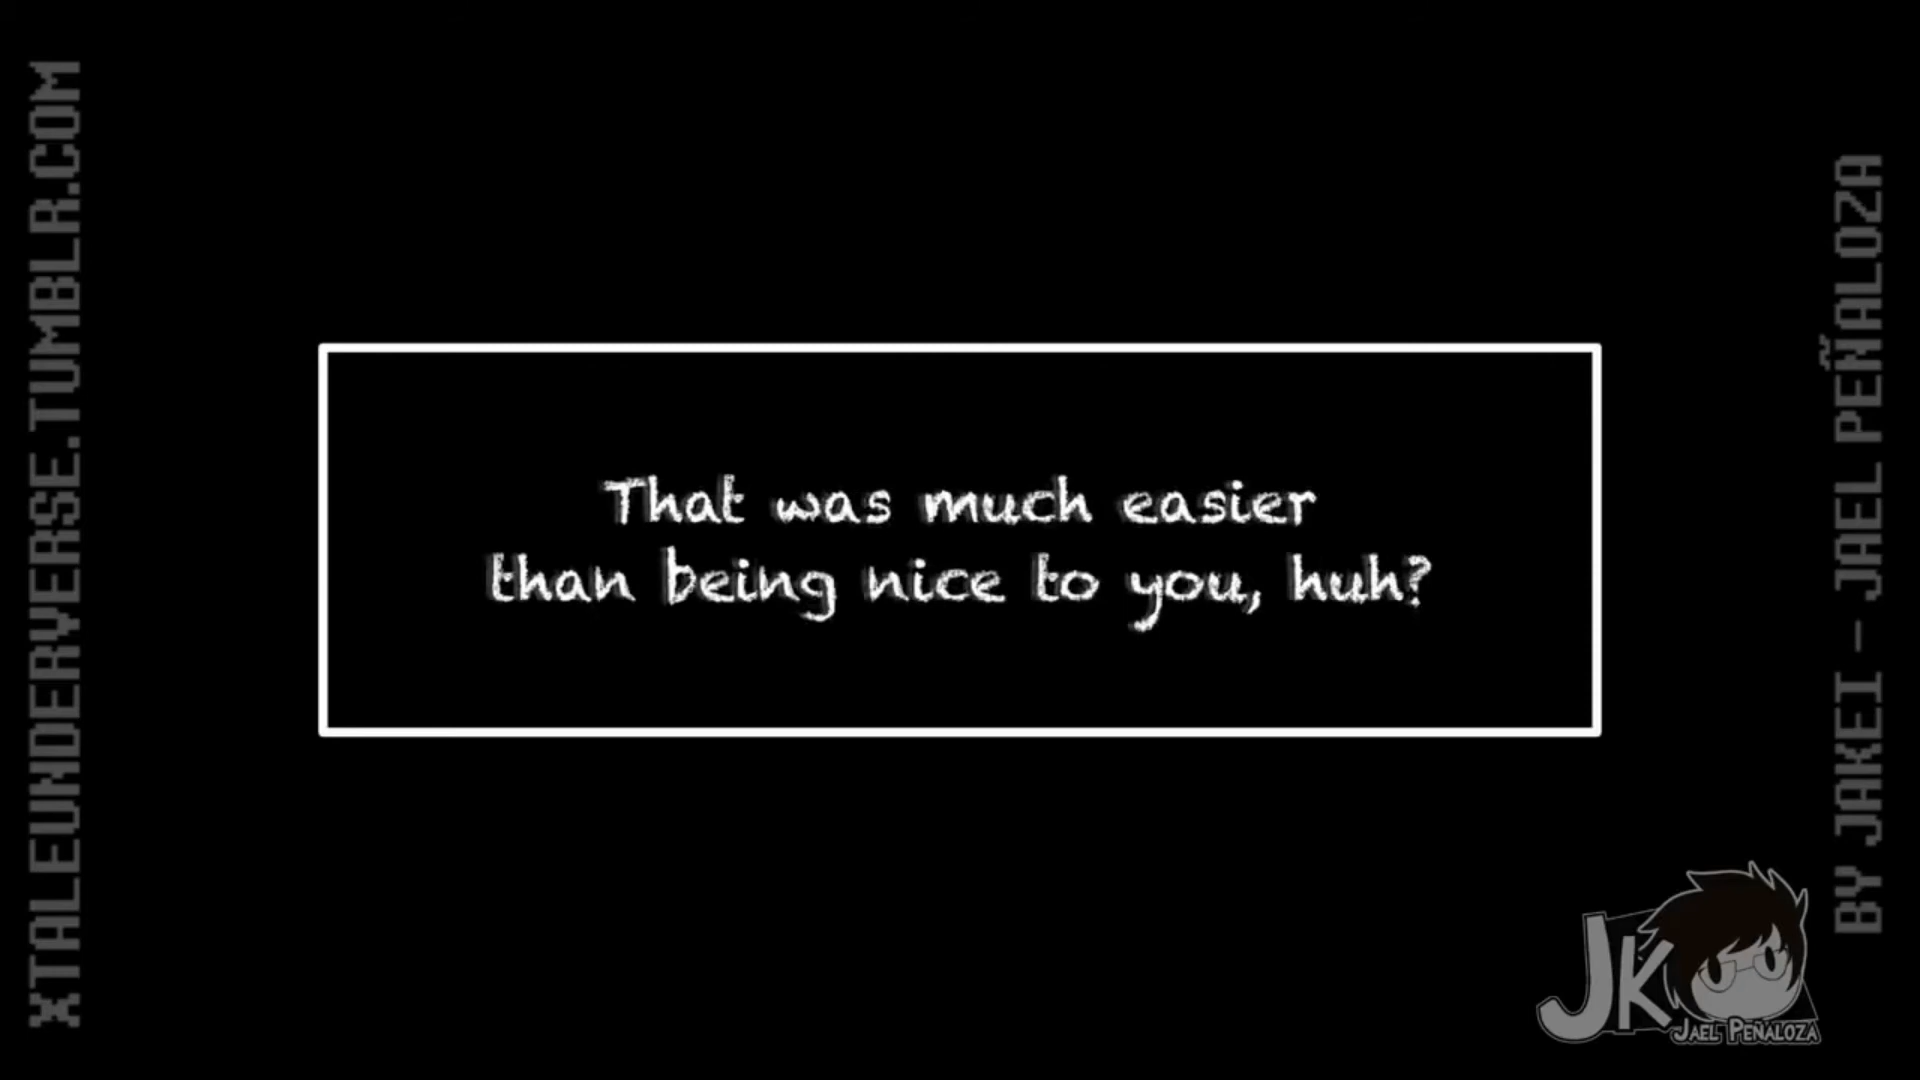 XTALEUNDERVERSE.TUMBLR.COM
That was much easier
than being nice to you, huh?
BY JAKEI - JAEL PEÑALOZA
JK
JAEL PEÑALOZA